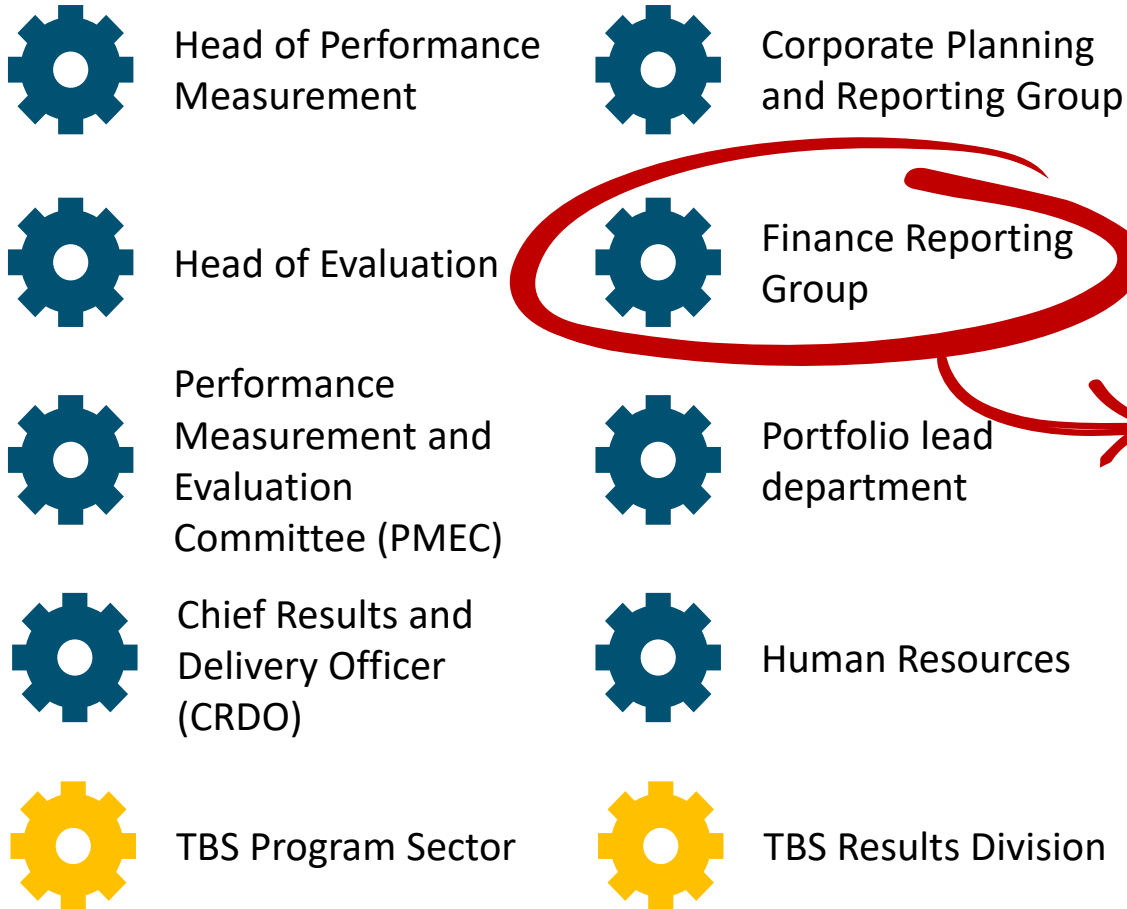 Head of Performance
Measurement
Corporate Planning
and Reporting Group
Head of Evaluation
Finance Reporting
Group
Performance
Measurement and
Evaluation
Committee (PMEC)
Portfolio lead
department
Chief Results and
Delivery Officer
(CRDO)
Human Resources
TBS Program Sector
TBS Results Division